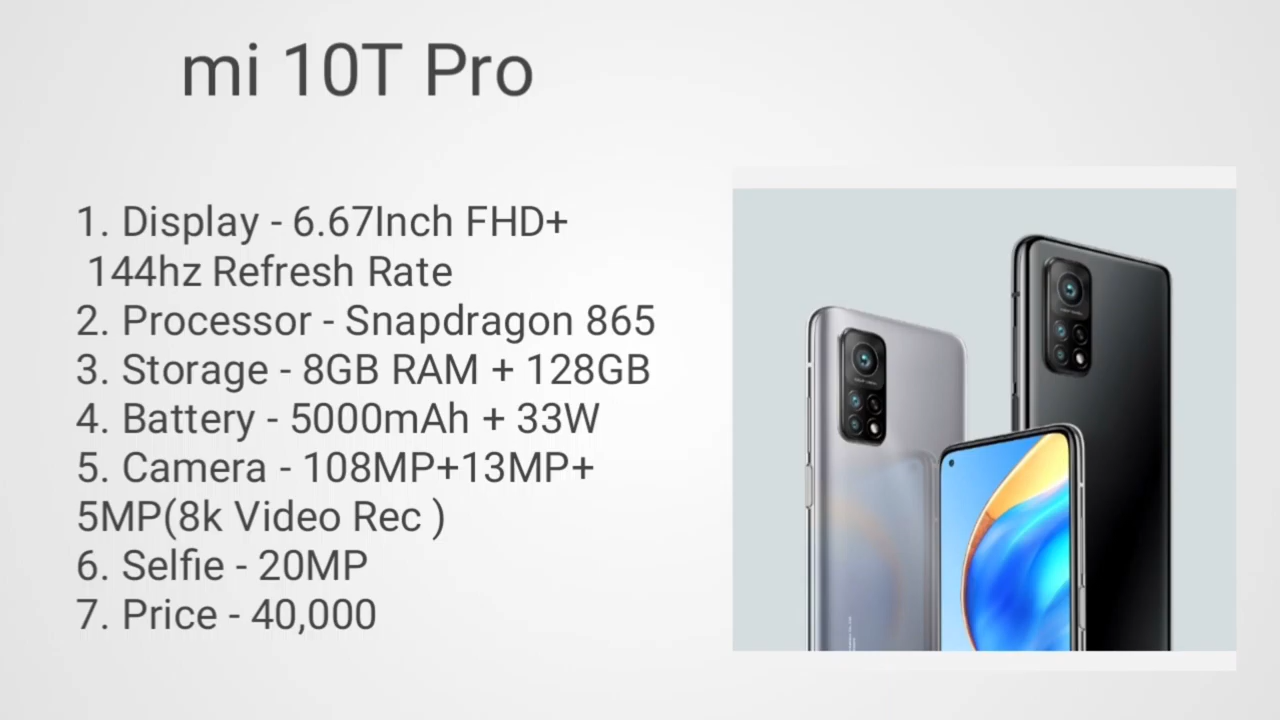 mi 10T Pro
1. Display - 6.67Inch FHD+
144hz Refresh Rate
2. Processor - Snapdragon 865
3. Storage - 8GB RAM + 128GB
4. Battery - 5000mAh + 33W
5. Camera - 108MP+13MP+
5MP(8k Video Rec )
6. Selfie - 20MP
7. Price - 40,000